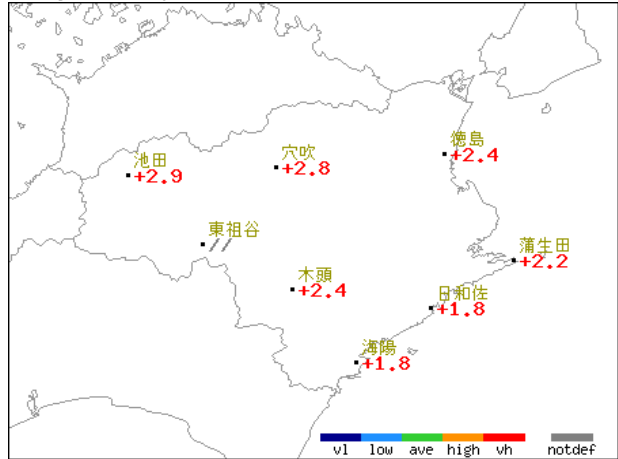 徳島
+2.4
穴吹
+2.8
池田
+2.9
東祖谷
//
蒲生田
+2.2
木頭
+2.4
日和佐
+1.8
海陽
+1.8
vl low ave high vh notdef